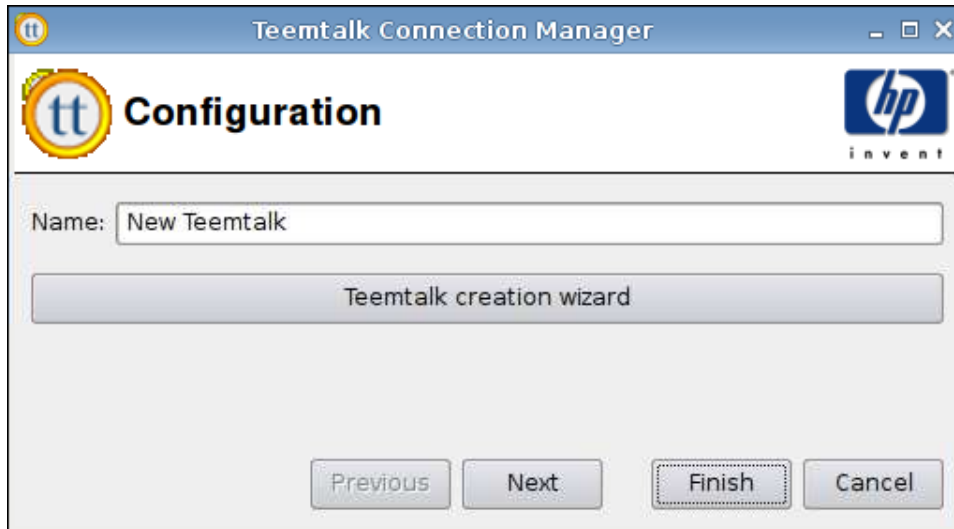 tt Teemtalk Connection Manager
tt Configuration hp
invent
Name: New Teemtalk
Teemtalk creation wizard
Previous Next Finish Cancel